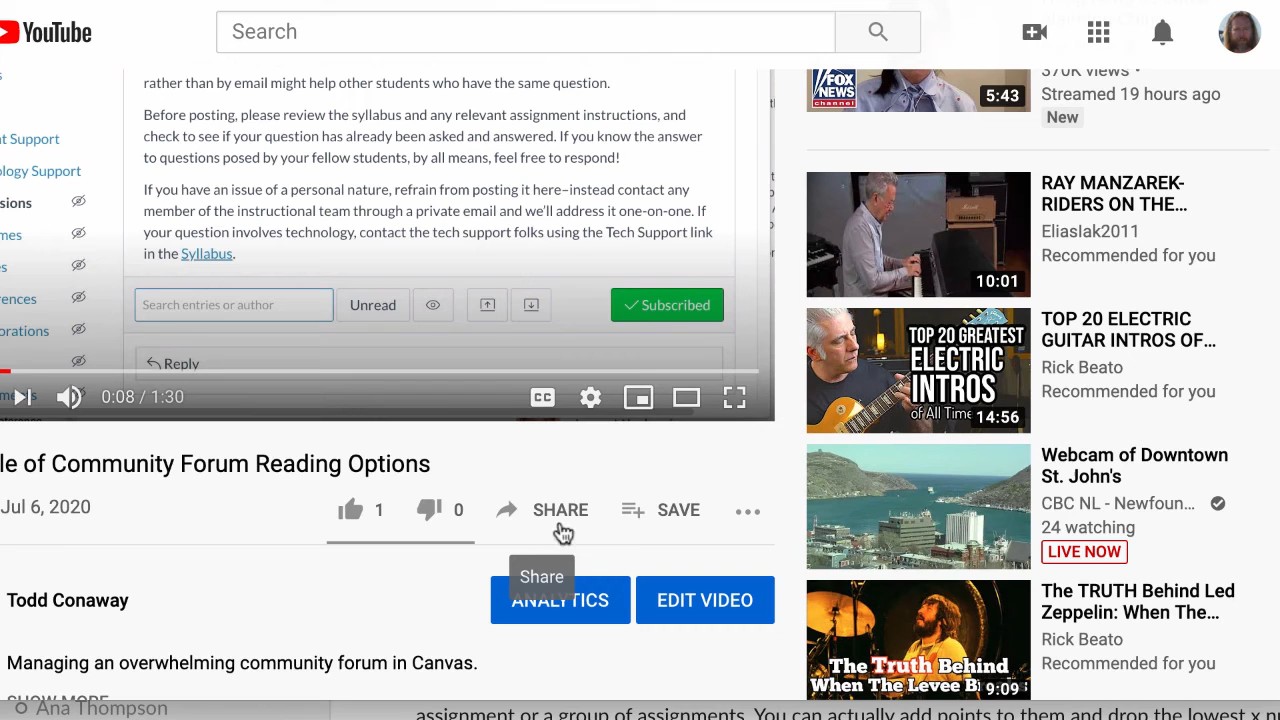 YouTube
Search
rather than by email might help other students who have the same question.
Before posting, please review the syllabus and any relevant assignment instructions, and
check to see if your question has already been asked and answered. If you know the answer
to questions posed by your fellow students, by all means, feel free to respond!
If you have an issue of a personal nature, refrain from posting it here–instead contact any
member of the instructional team through a private email and we'll address it one-on-one. If
your question involves technology, contact the tech support folks using the Tech Support link
in the Syllabus.
t Support
ology Support
sions
mes
es
rences
orations
Search entries or author
Unread
Subscribed
Reply
0:08 / 1:30
CC
le of Community Forum Reading Options
Jul 6, 2020
1
0
SHARE
SAVE
Share
Todd Conaway
ANALYTICS
EDIT VIDEO
Managing an overwhelming community forum in Canvas.
SHOW MORE
Ana Thompson
assignment or a group of assignments. You can actually add points to them and drop the lowest x n
FOX
NEWS
channel
5:43
370K views •
Streamed 19 hours ago
New
10:01
RAY MANZAREK-
RIDERS ON THE...
Eliaslak2011
Recommended for you
TOP 20 GREATEST
ELECTRIC
INTROS
of All Time
14:56
TOP 20 ELECTRIC
GUITAR INTROS OF...
Rick Beato
Recommended for you
Webcam of Downtown
St. John's
CBC NL - Newfoun...
24 watching
LIVE NOW
The Truth Behind
When The Levee B
9:09
The TRUTH Behind Led
Zeppelin: When The...
Rick Beato
Recommended for you